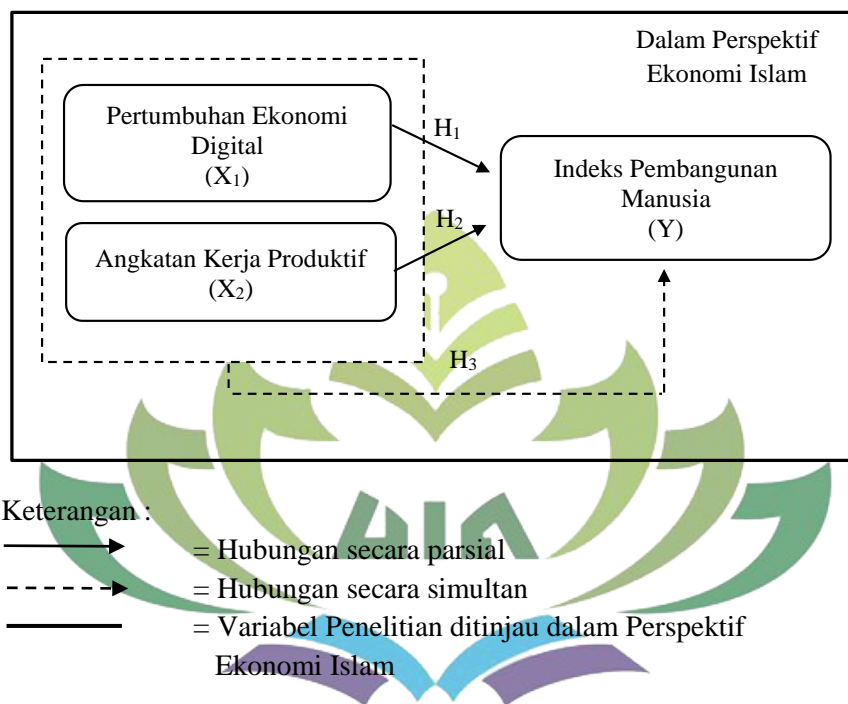 Dalam Perspektif
Ekonomi Islam
Pertumbuhan Ekonomi
Digital
(X₁)
H₁
Indeks Pembangunan
Manusia
(Y)
H₂
Angkatan Kerja Produktif
(X₂)
H₃
Keterangan :
= Hubungan secara parsial
= Hubungan secara simultan
= Variabel Penelitian ditinjau dalam Perspektif
Ekonomi Islam